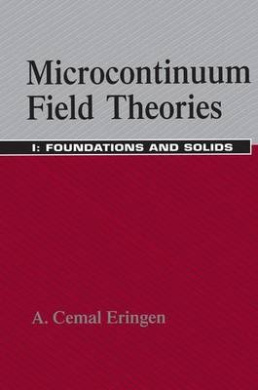 Microcontinuum
Field Theories
I: FOUNDATIONS AND SOLIDS
A. Cemal Eringen